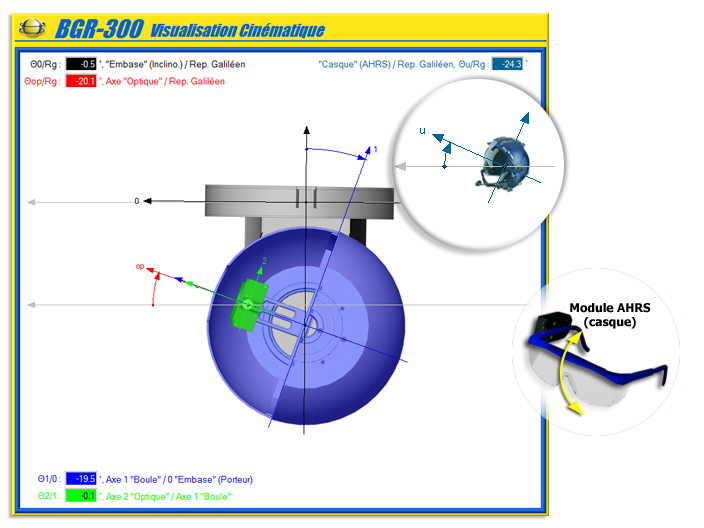 BGR-300 Visualisation Cinématique
Θ0/Rg : -0.5 °, "Embase" (Inclino.) / Rep. Galiléen
"Casque" (AHRS) / Rep. Galiléen, Θu/Rg : -24.3 °
Θop/Rg : -20.1 °, Axe "Optique" / Rep. Galiléen
u
1
0
op
2
Module AHRS
(casque)
Θ1/0 : -19.5 °, Axe 1 "Boule" / 0 "Embase" (Porteur)
Θ2/1 : -0.1 °, Axe 2 "Optique" / Axe 1 "Boule"